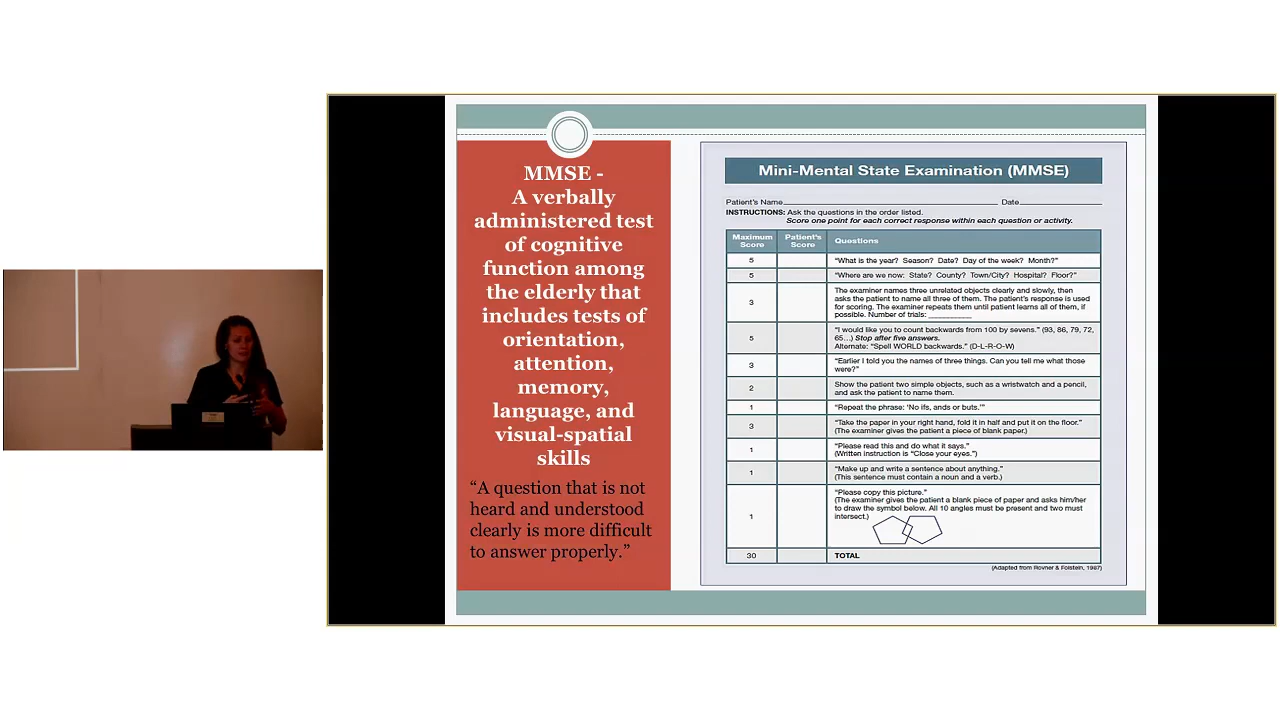 MMSE -
A verbally
administered test
of cognitive
function among
the elderly that
includes tests of
orientation,
attention,
memory,
language, and
visual-spatial
skills
“A question that is not
heard and understood
clearly is more difficult
to answer properly.”
Mini-Mental State Examination (MMSE)
Patient's Name Date
INSTRUCTIONS: Ask the questions in the order listed.
Score one point for each correct response within each question or activity.
Maximum Score Patient's Score Questions
5 “What is the year? Season? Date? Day of the week? Month?”
5 “Where are we now: State? County? Town/City? Hospital? Floor?”
The examiner names three unrelated objects clearly and slowly, then
asks the patient to name all three of them. The patient's response is used
3 for scoring. The examiner repeats them until patient learns all of them, if
possible. Number of trials:
“I would like you to count backwards from 100 by sevens.” (93, 86, 79, 72,
5 65...) Stop after five answers.
Alternate: “Spell WORLD backwards.” (D-L-R-O-W)
3 “Earlier I told you the names of three things. Can you tell me what those
were?”
2 Show the patient two simple objects, such as a wristwatch and a pencil,
and ask the patient to name them.
1 “Repeat the phrase: ‘No ifs, ands or buts.’”
3 “Take the paper in your right hand, fold it in half and put it on the floor.”
(The examiner gives the patient a piece of blank paper.)
1 “Please read this and do what it says.”
(Written instruction is “Close your eyes.”)
1 “Make up and write a sentence about anything.”
(This sentence must contain a noun and a verb.)
“Please copy this picture.”
(The examiner gives the patient a blank piece of paper and asks him/her
to draw the symbol below. All 10 angles must be present and two must
1 intersect.)
30 TOTAL
(Adapted from Rovner & Folstein, 1987)